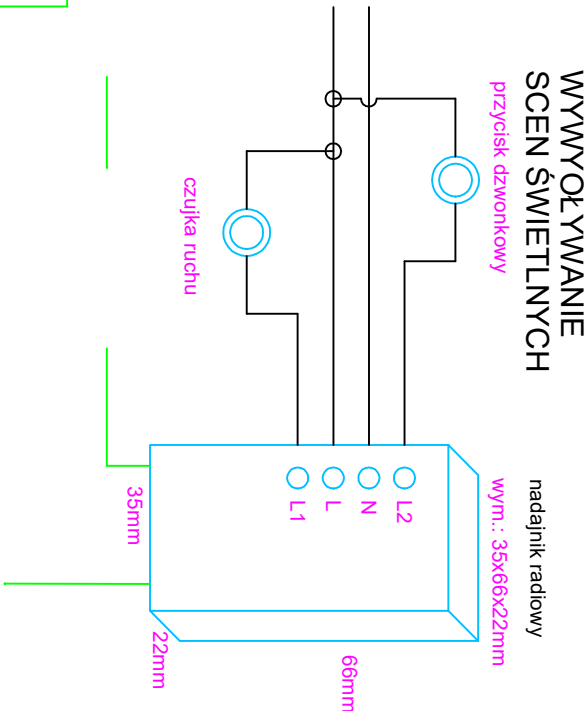 WYWYOŁYWANIE
SCEN ŚWIETLNYCH
przycisk dzwonkowy
czujka ruchu
nadajnik radiowy
wym.: 35x66x22mm
L2
N
L
L1
35mm
22mm
66mm